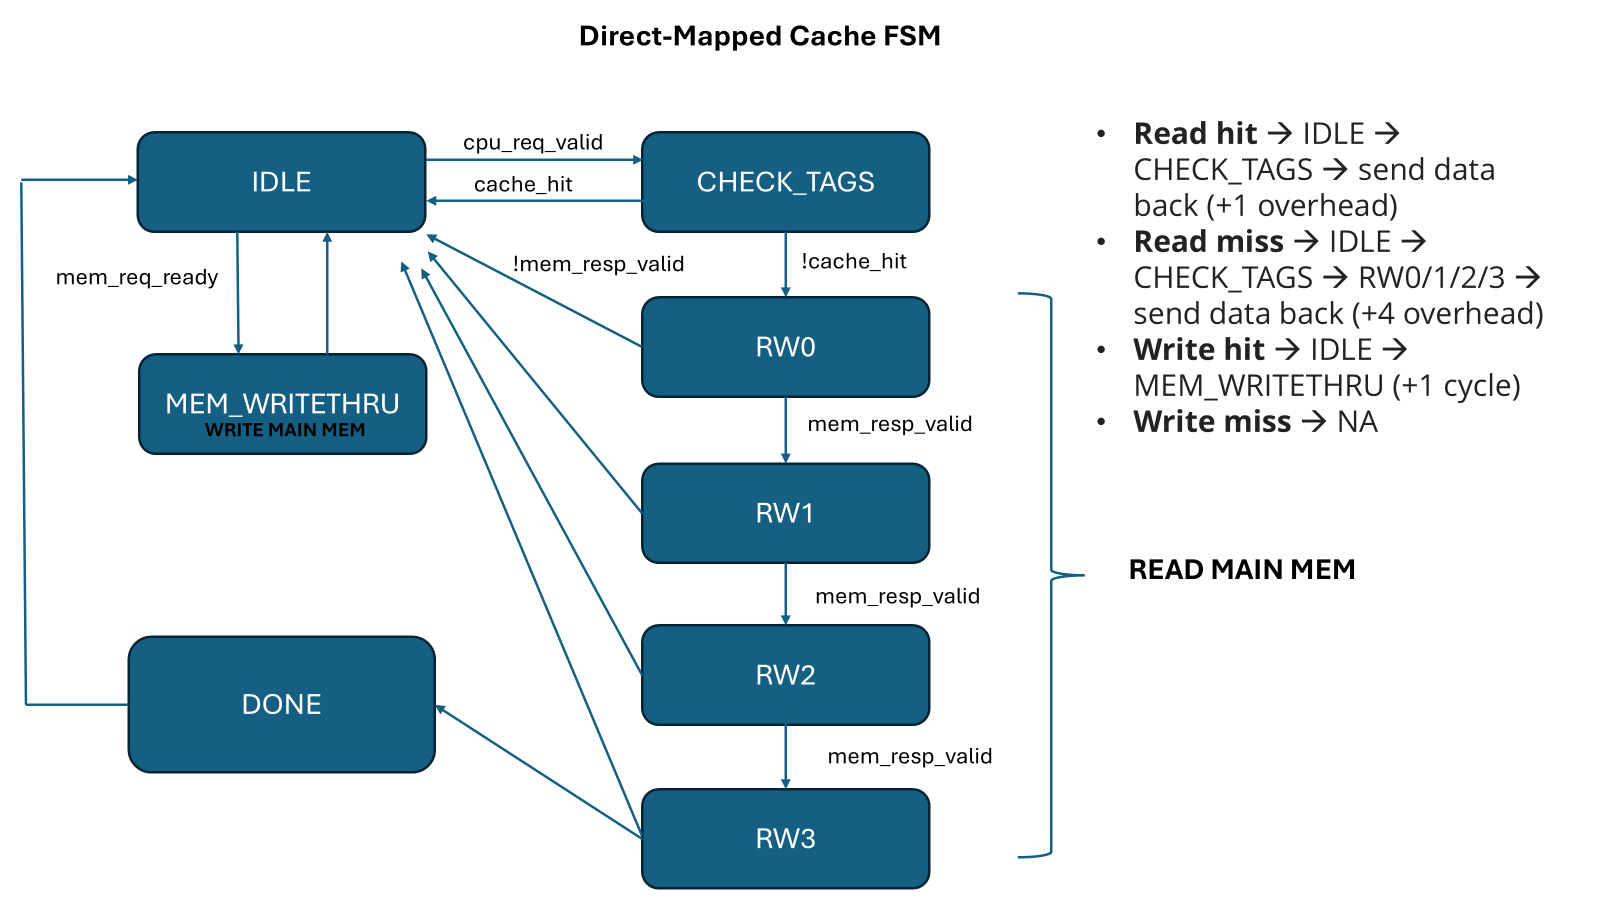 Direct-Mapped Cache FSM
IDLE
cpu_req_valid
cache_hit
CHECK_TAGS
mem_req_ready
!mem_resp_valid
!cache_hit
MEM_WRITETHRU
WRITE MAIN MEM
RW0
mem_resp_valid
RW1
mem_resp_valid
RW2
mem_resp_valid
RW3
DONE
• Read hit → IDLE →
CHECK_TAGS → send data
back (+1 overhead)
• Read miss → IDLE →
CHECK_TAGS → RW0/1/2/3 →
send data back (+4 overhead)
• Write hit → IDLE →
MEM_WRITETHRU (+1 cycle)
• Write miss → NA
READ MAIN MEM